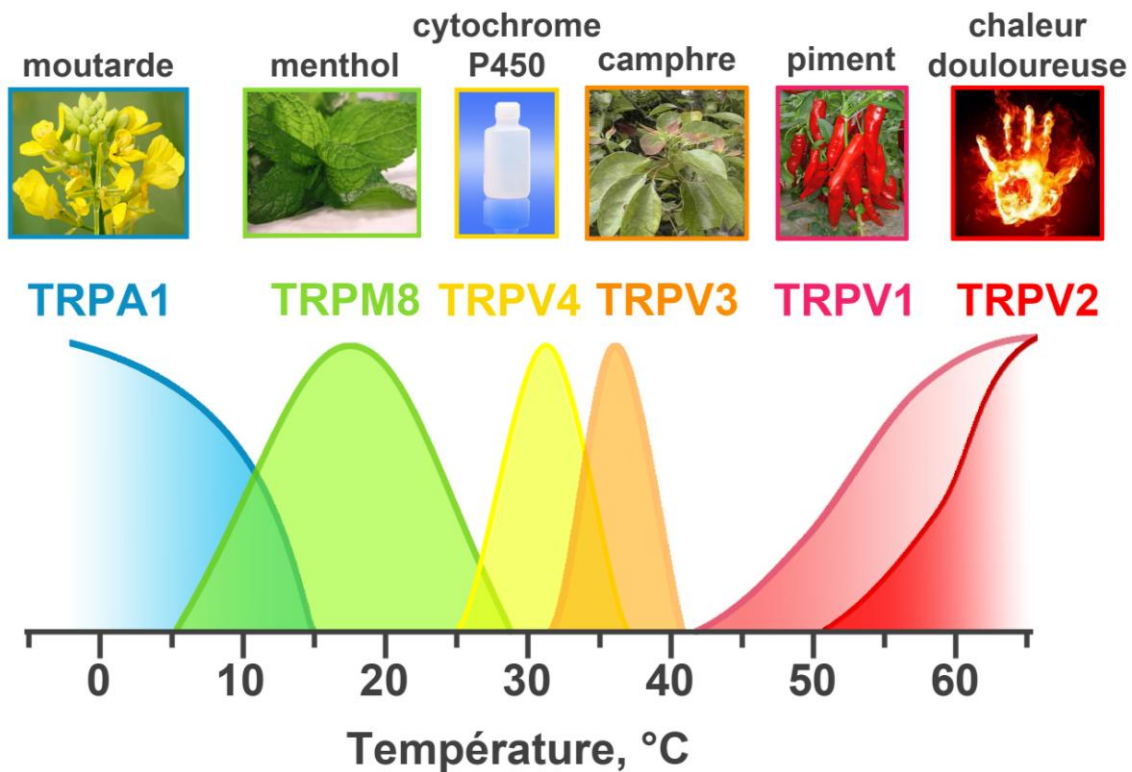 moutarde
menthol
cytochrome
P450
camphre
piment
chaleur
douloureuse
TRPA1 TRPM8 TRPV4 TRPV3 TRPV1 TRPV2
0 10 20 30 40 50 60
Température, °C